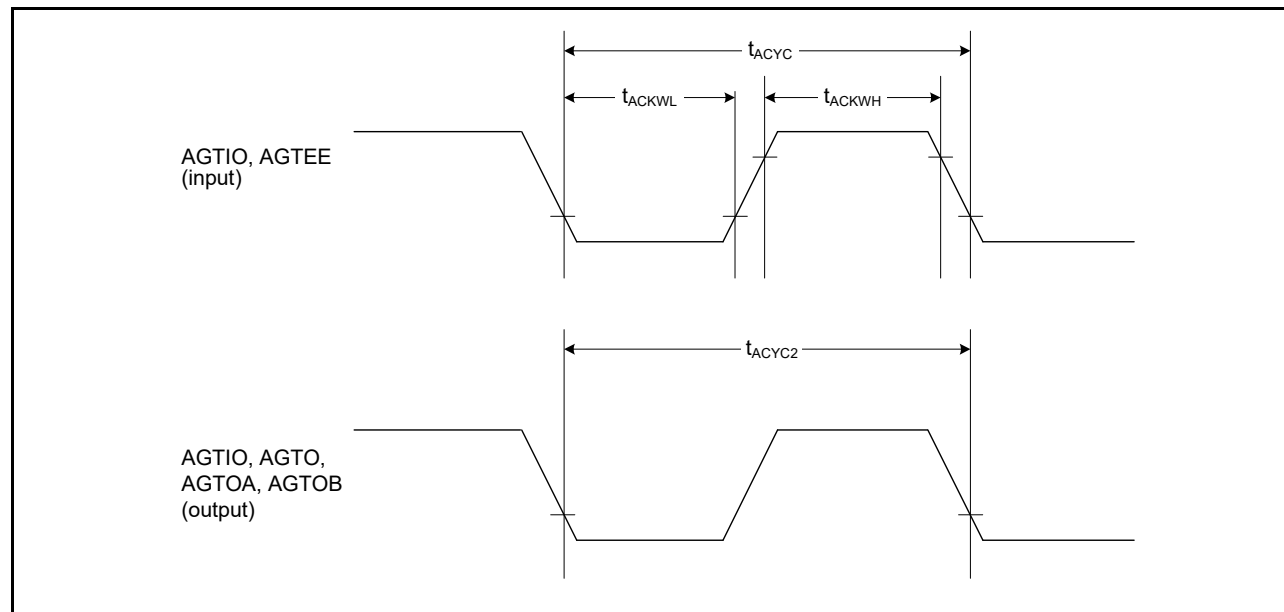 tACYC
tACKWL
tACKWH
AGTIO, AGTEE
(input)
tACYC2
AGTIO, AGTO,
AGTOA, AGTOB
(output)